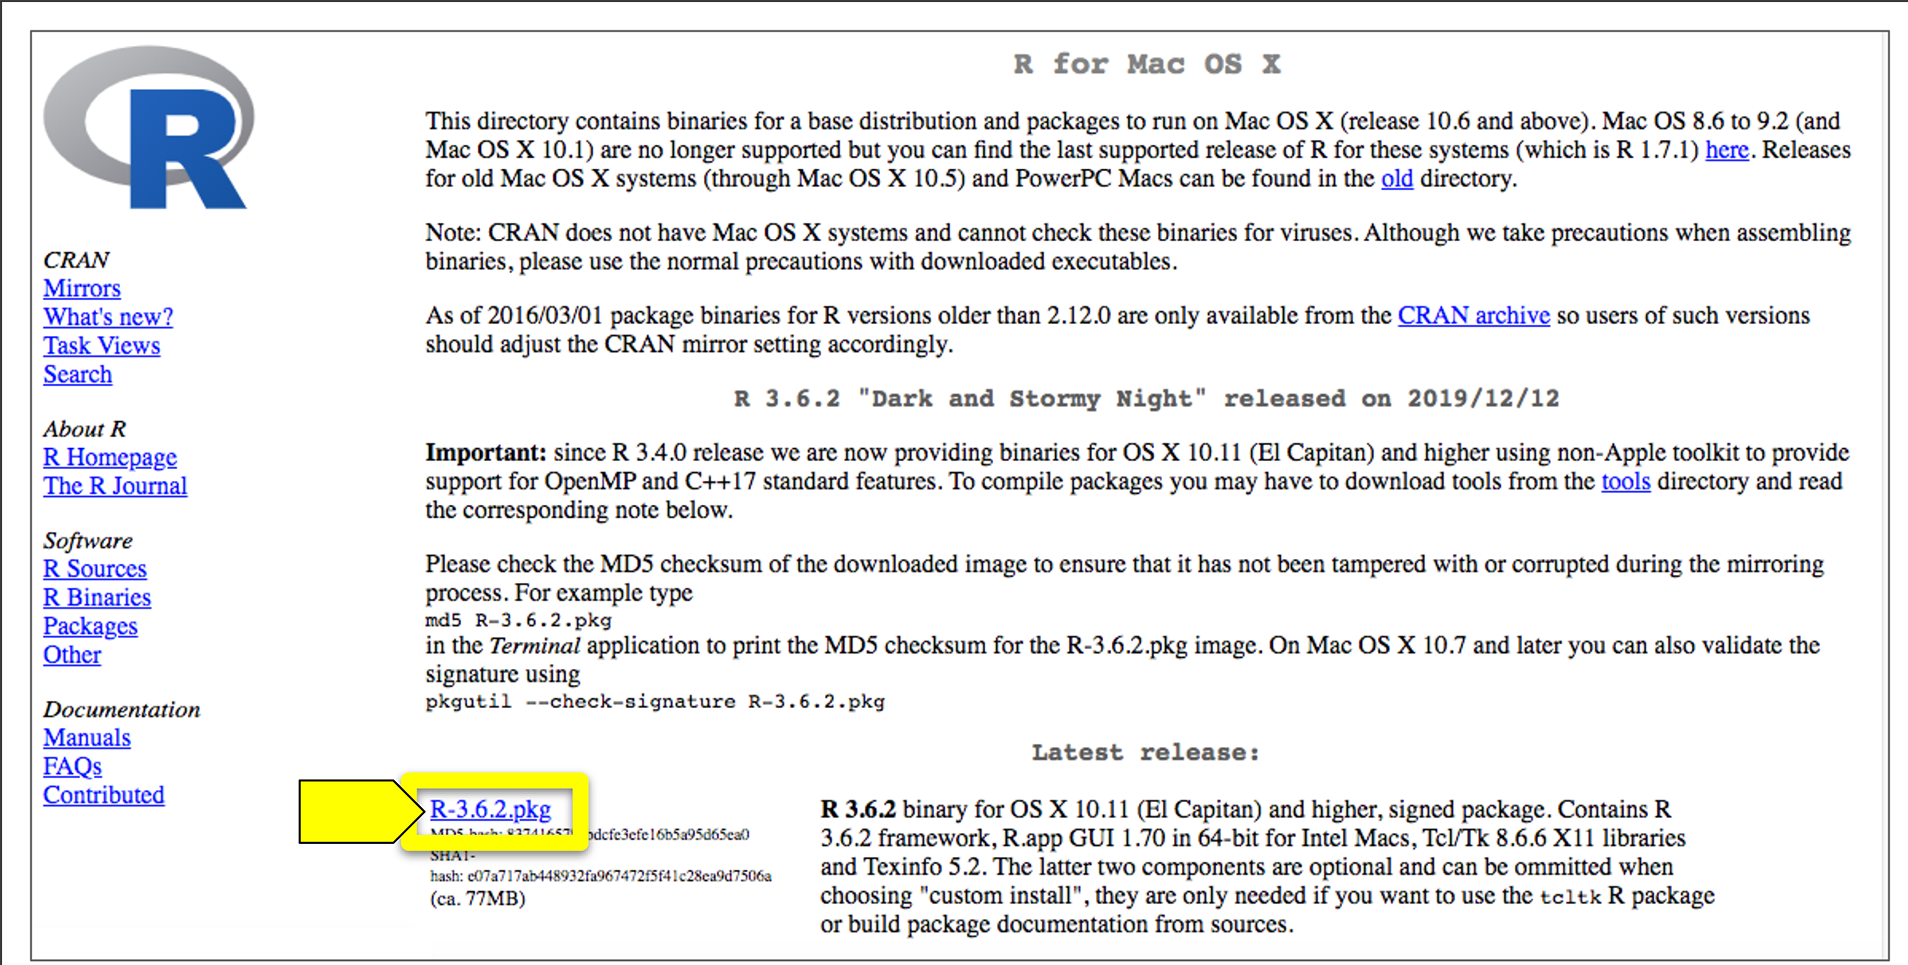 R
R for Mac OS X
This directory contains binaries for a base distribution and packages to run on Mac OS X (release 10.6 and above). Mac OS 8.6 to 9.2 (and
Mac OS X 10.1) are no longer supported but you can find the last supported release of R for these systems (which is R 1.7.1) here. Releases
for old Mac OS X systems (through Mac OS X 10.5) and PowerPC Macs can be found in the old directory.
Note: CRAN does not have Mac OS X systems and cannot check these binaries for viruses. Although we take precautions when assembling
binaries, please use the normal precautions with downloaded executables.
As of 2016/03/01 package binaries for R versions older than 2.12.0 are only available from the CRAN archive so users of such versions
should adjust the CRAN mirror setting accordingly.
R 3.6.2 "Dark and Stormy Night" released on 2019/12/12
Important: since R 3.4.0 release we are now providing binaries for OS X 10.11 (El Capitan) and higher using non-Apple toolkit to provide
support for OpenMP and C++17 standard features. To compile packages you may have to download tools from the tools directory and read
the corresponding note below.
Please check the MD5 checksum of the downloaded image to ensure that it has not been tampered with or corrupted during the mirroring
process. For example type
md5 R-3.6.2.pkg
in the Terminal application to print the MD5 checksum for the R-3.6.2.pkg image. On Mac OS X 10.7 and later you can also validate the
signature using
pkgutil --check-signature R-3.6.2.pkg
Latest release:
R-3.6.2.pkg
MD5-hash:
SHA1-
hash: e07a717ab448932fa967472f5f41c28ea9d7506a
(ca. 77MB)
R 3.6.2 binary for OS X 10.11 (El Capitan) and higher, signed package. Contains R
3.6.2 framework, R.app GUI 1.70 in 64-bit for Intel Macs, Tcl/Tk 8.6.6 X11 libraries
and Texinfo 5.2. The latter two components are optional and can be ommitted when
choosing "custom install", they are only needed if you want to use the tcltk R package
or build package documentation from sources.
CRAN
Mirrors
What's new?
Task Views
Search
About R
R Homepage
The R Journal
Software
R Sources
R Binaries
Packages
Other
Documentation
Manuals
FAQs
Contributed